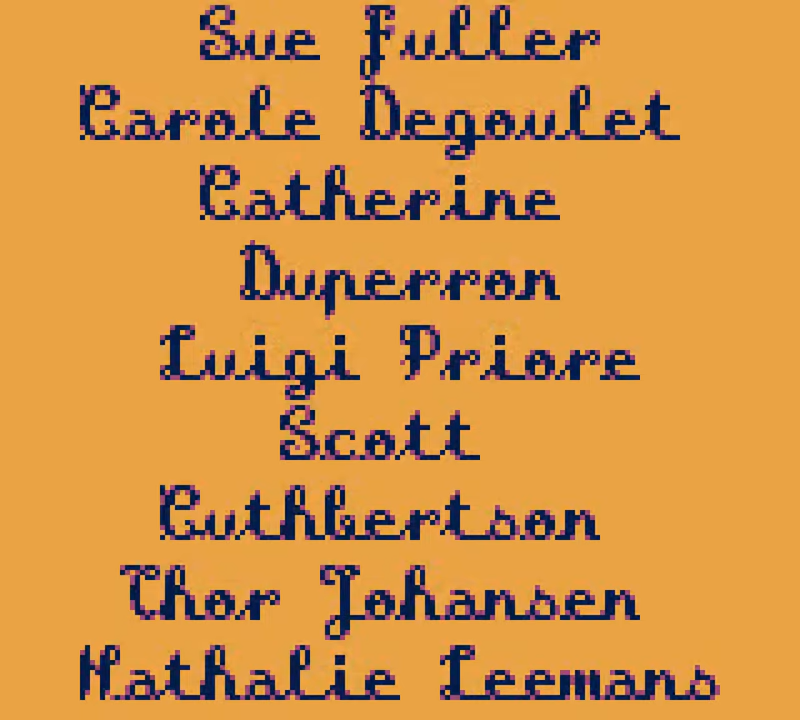 Sue Fuller
Carole Degoulet
Catherine
Duperron
Luigi Priore
Scott
Cuthbertson
Thor Johansen
Nathalie Leemans